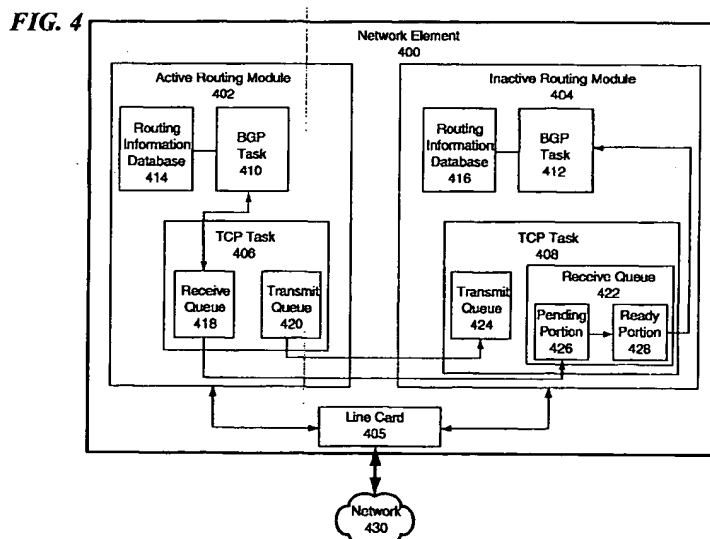 FIG. 4
Network Element
400
Active Routing Module
402
Inactive Routing Module
404
Routing
Information
Database
414
BGP
Task
410
Routing
Information
Database
416
BGP
Task
412
TCP Task
406
Receive
Queue
418
Transmit
Queue
420
TCP Task
408
Transmit
Queue
424
Receive Queue
422
Pending
Portion
426
Ready
Portion
428
Line Card
405
Network
430